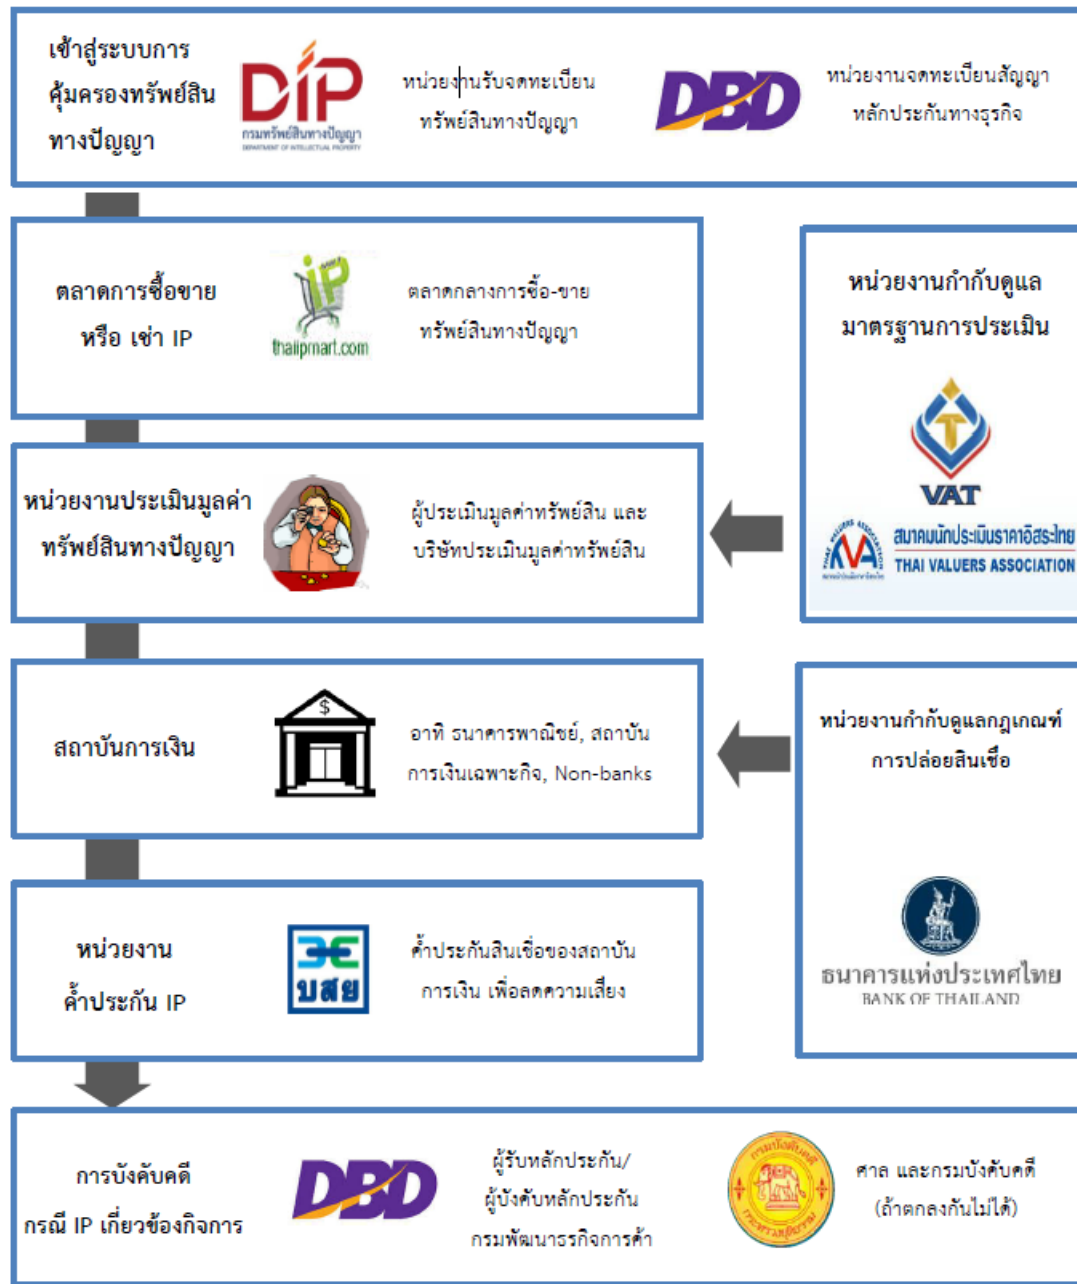 เข้าสู่ระบบการ
คุ้มครองทรัพย์สิน
ทางปัญญา
DIP
กรมทรัพย์สินทางปัญญา
DEPARTMENT OF INTELLECTUAL PROPERTY
หน่วยงานรับจดทะเบียน
ทรัพย์สินทางปัญญา
DBD
หน่วยงานจดทะเบียนสัญญา
หลักประกันทางธุรกิจ
ตลาดการซื้อขาย
หรือ เช่า IP
iP
thaiipmart.com
ตลาดกลางการซื้อ-ขาย
ทรัพย์สินทางปัญญา
หน่วยงานกำกับดูแล
มาตรฐานการประเมิน
VAT
THAI VALUERS ASSOCIATION
สมาคมนักประเมินราคาอิสระไทย
THAI VALUERS ASSOCIATION
หน่วยงานประเมินมูลค่า
ทรัพย์สินทางปัญญา
ผู้ประเมินมูลค่าทรัพย์สิน และ
บริษัทประเมินมูลค่าทรัพย์สิน
สถาบันการเงิน
$
อาทิ ธนาคารพาณิชย์, สถาบัน
การเงินเฉพาะกิจ, Non-banks
หน่วยงานกำกับดูแลกฎเกณฑ์
การปล่อยสินเชื่อ
ธนาคารแห่งประเทศไทย
BANK OF THAILAND
หน่วยงาน
ค้ำประกัน IP
บสย
ค้ำประกันสินเชื่อของสถาบัน
การเงิน เพื่อลดความเสี่ยง
การบังคับคดี
กรณี IP เกี่ยวข้องกิจการ
DBD
ผู้รับหลักประกัน/
ผู้บังคับหลักประกัน
กรมพัฒนาธุรกิจการค้า
กรมบังคับคดี
กระทรวงยุติธรรม
ศาล และกรมบังคับคดี
(ถ้าตกลงกันไม่ได้)